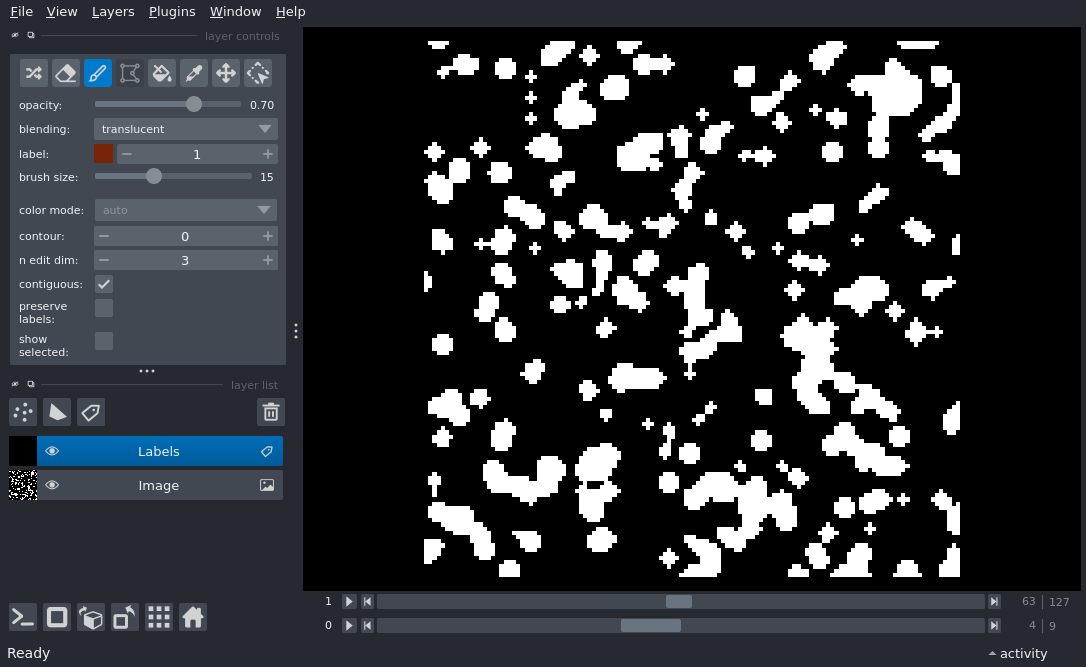 File View Layers Plugins Window Help
layer controls
opacity: 0.70
blending: translucent
label: 1
brush size: 15
color mode: auto
contour: 0
n edit dim: 3
contiguous:
preserve
labels:
show
selected:
layer list
Labels
Image
1 63 127
0 4 9
Ready activity